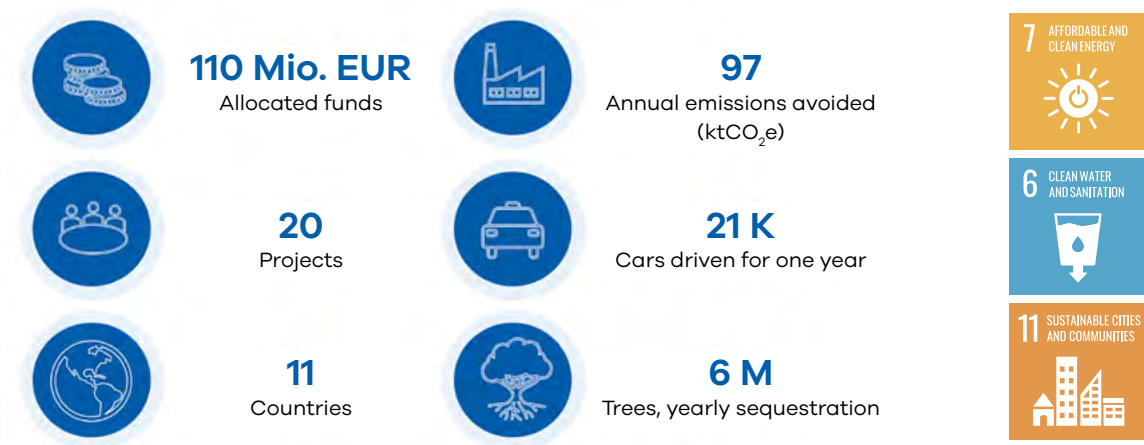 110 Mio. EUR
Allocated funds
97
Annual emissions avoided
(ktCO₂e)
20
Projects
21 K
Cars driven for one year
11
Countries
6 M
Trees, yearly sequestration
7 AFFORDABLE AND
CLEAN ENERGY
6 CLEAN WATER
AND SANITATION
11 SUSTAINABLE CITIES
AND COMMUNITIES